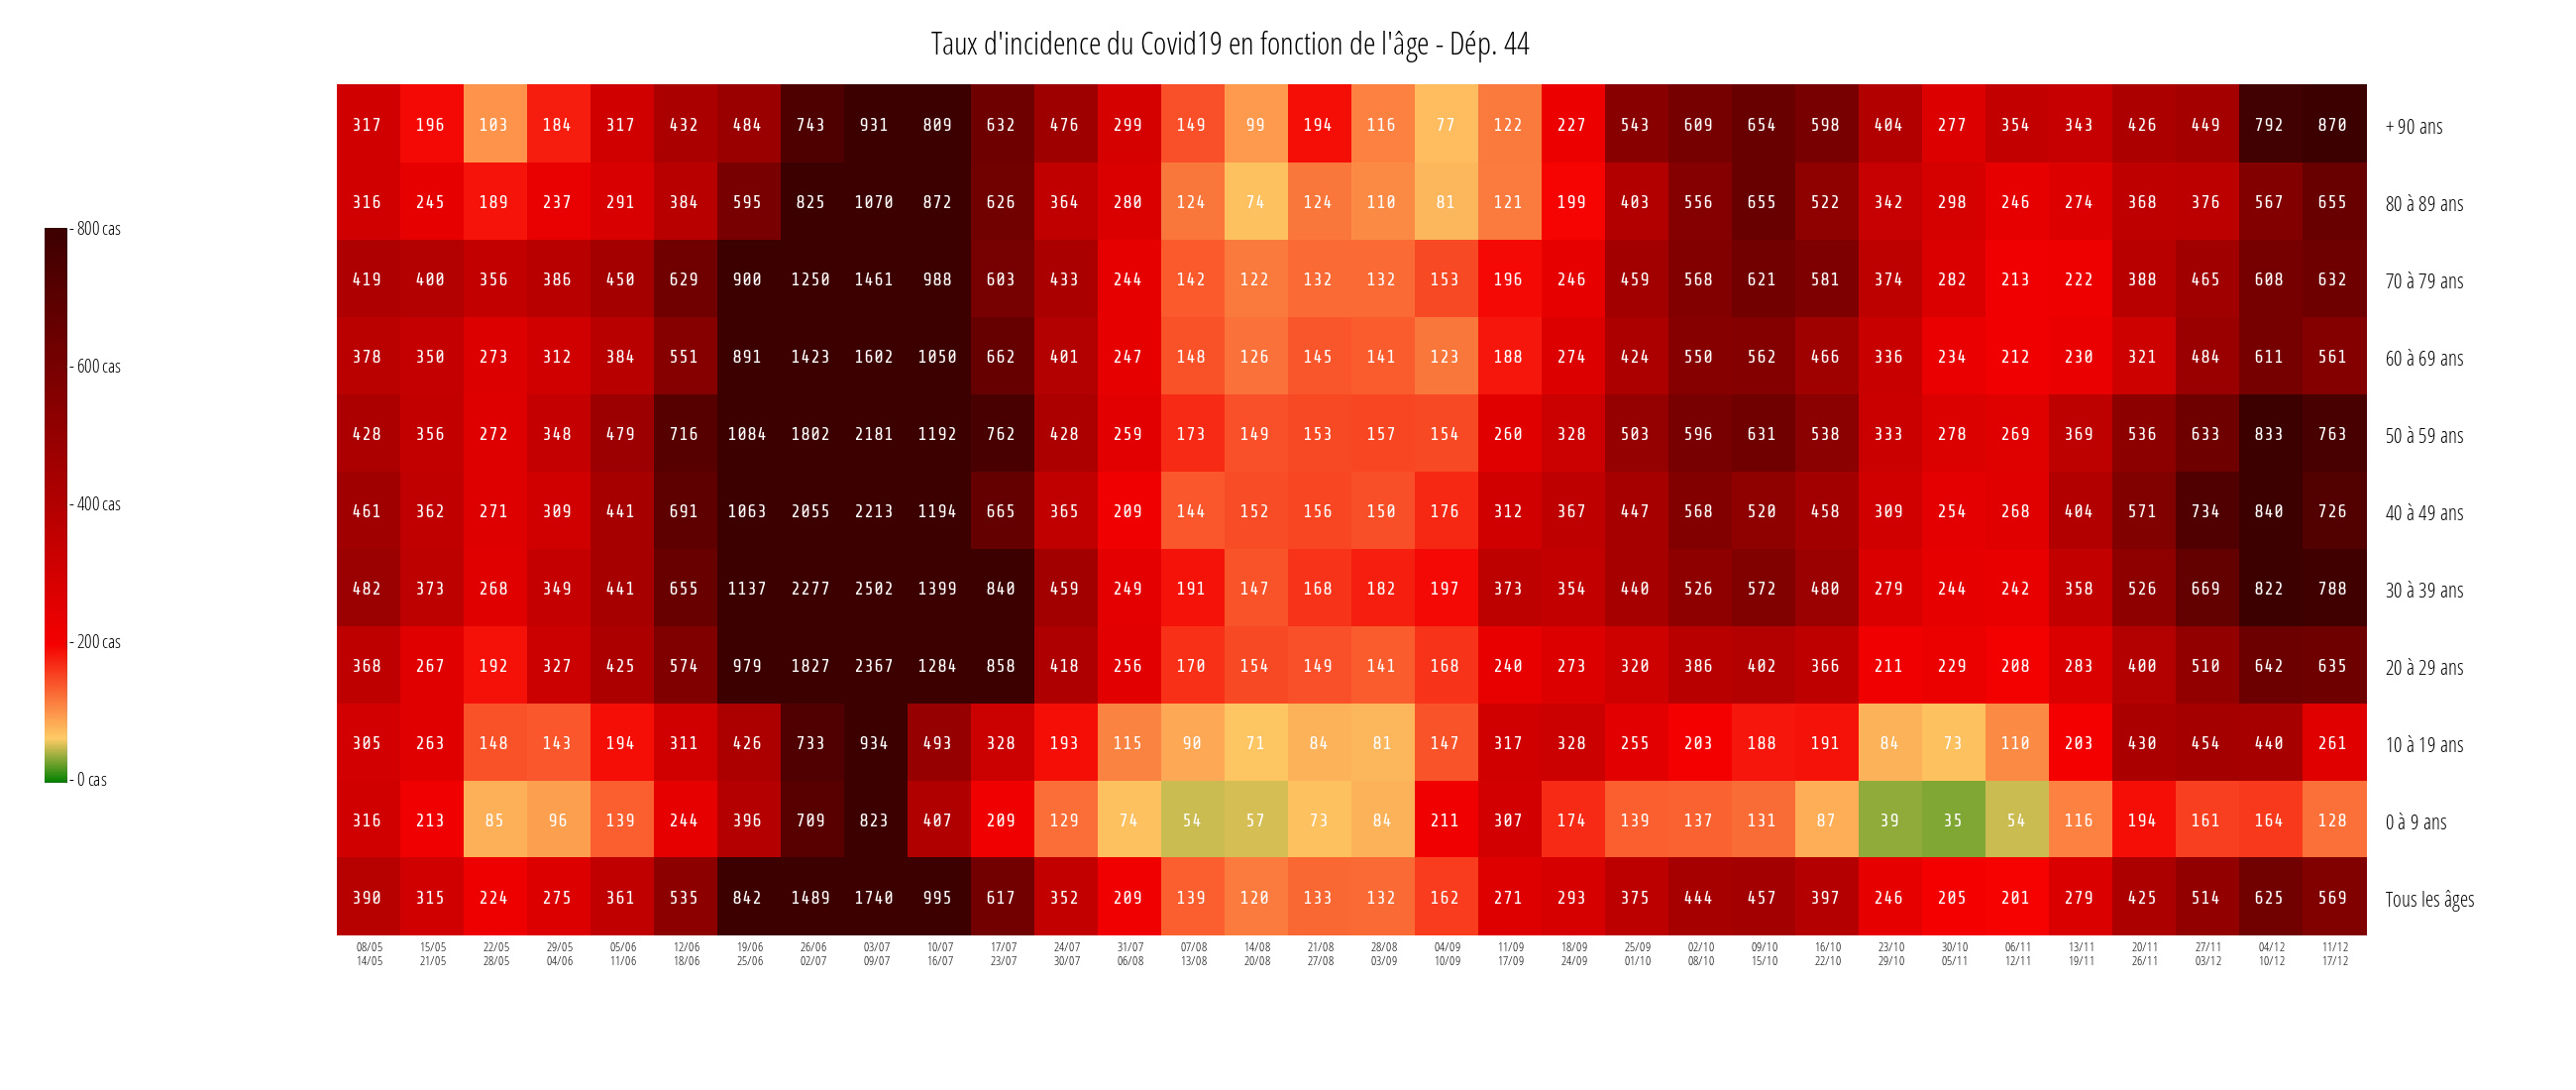 Taux d'incidence du Covid19 en fonction de l'âge - Dép. 44
317 196 103 184 317 432 484 743 931 809 632 476 299 149 99 194 116 77 122 227 543 609 654 598 404 277 354 343 426 449 792 870 + 90 ans
316 245 189 237 291 384 595 825 1070 872 626 364 280 124 74 124 110 81 121 199 403 556 655 522 342 298 246 274 368 376 567 655 80 à 89 ans
419 400 356 386 450 629 900 1250 1461 988 603 433 244 142 122 132 132 153 196 246 459 568 621 581 374 282 213 222 388 465 608 632 70 à 79 ans
378 350 273 312 384 551 891 1423 1602 1050 662 401 247 148 126 145 141 123 188 274 424 550 562 466 336 234 212 230 321 484 611 561 60 à 69 ans
428 356 272 348 479 716 1084 1802 2181 1192 762 428 259 173 149 153 157 154 260 328 503 596 631 538 333 278 269 369 536 633 833 763 50 à 59 ans
461 362 271 309 441 691 1063 2055 2213 1194 665 365 209 144 152 156 150 176 312 367 447 568 520 458 309 254 268 404 571 734 840 726 40 à 49 ans
482 373 268 349 441 655 1137 2277 2502 1399 840 459 249 191 147 168 182 197 373 354 440 526 572 480 279 244 242 358 526 669 822 788 30 à 39 ans
368 267 192 327 425 574 979 1827 2367 1284 858 418 256 170 154 149 141 168 240 273 320 386 402 366 211 229 208 283 400 510 642 635 20 à 29 ans
305 263 148 143 194 311 426 733 934 493 328 193 115 90 71 84 81 147 317 328 255 203 188 191 84 73 110 203 430 454 440 261 10 à 19 ans
316 213 85 96 139 244 396 709 823 407 209 129 74 54 57 73 84 211 307 174 139 137 131 87 39 35 54 116 194 161 164 128 0 à 9 ans
390 315 224 275 361 535 842 1489 1740 995 617 352 209 139 120 133 132 162 271 293 375 444 457 397 246 205 201 279 425 514 625 569 Tous les âges
08/05 15/05 22/05 29/05 05/06 12/06 19/06 26/06 03/07 10/07 17/07 24/07 31/07 07/08 14/08 21/08 28/08 04/09 11/09 18/09 25/09 02/10 09/10 16/10 23/10 30/10 06/11 13/11 20/11 27/11 04/12 11/12
14/05 21/05 28/05 04/06 11/06 18/06 25/06 02/07 09/07 16/07 23/07 30/07 06/08 13/08 20/08 27/08 03/09 10/09 17/09 24/09 01/10 08/10 15/10 22/10 29/10 05/11 12/11 19/11 26/11 03/12 10/12 17/12
- 800 cas
- 600 cas
- 400 cas
- 200 cas
- 0 cas